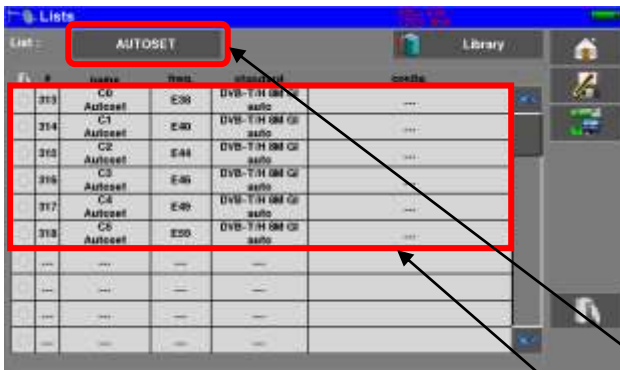 Lists
List :
AUTOSET
Library
# name freq. standard config.
313 C0 Autoset E38 DVB-T/H 8M GI auto ---
314 C1 Autoset E40 DVB-T/H 8M GI auto ---
315 C2 Autoset E44 DVB-T/H 8M GI auto ---
316 C3 Autoset E46 DVB-T/H 8M GI auto ---
317 C4 Autoset E49 DVB-T/H 8M GI auto ---
318 C5 Autoset DVB-T/H 8M GI auto ---
--- --- --- --- ---
--- --- --- --- ---
--- --- --- --- ---
--- --- --- --- ---